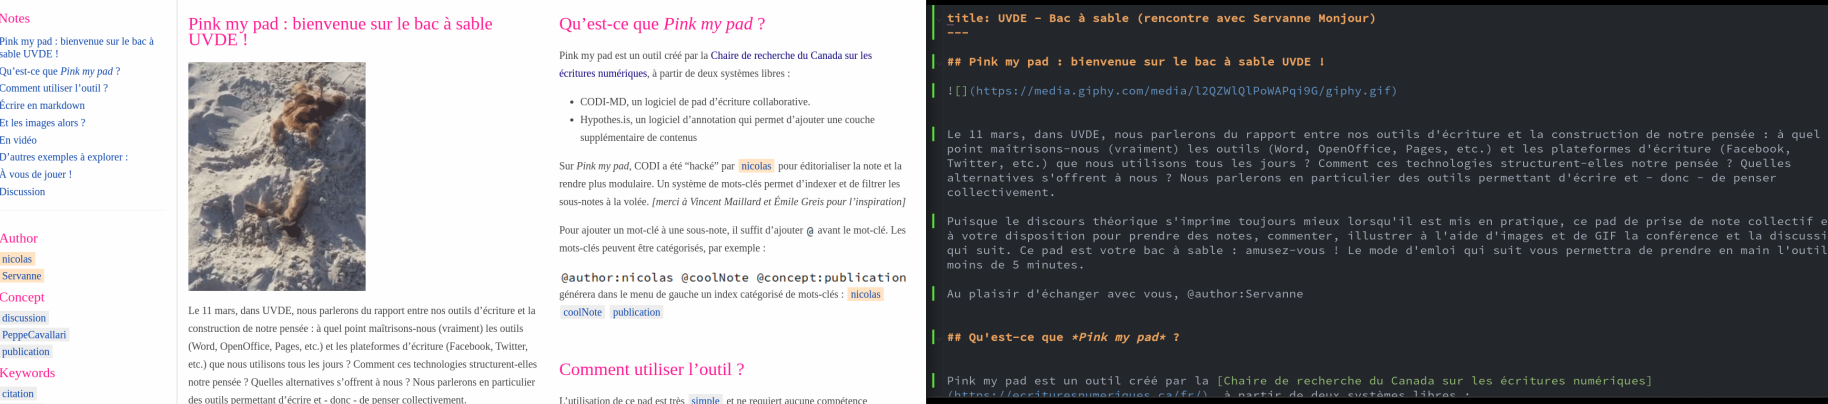 Notes
Pink my pad : bienvenue sur le bac à
sable UVDE !
Qu’est-ce que Pink my pad ?
Comment utiliser l’outil ?
Écrire en markdown
Et les images alors ?
En vidéo
D’autres exemples à explorer :
À vous de jouer !
Discussion
Author
nicolas
Servanne
Concept
discussion
PeppeCavallari
publication
Keywords
citation
Pink my pad : bienvenue sur le bac à sable
UVDE !
Le 11 mars, dans UVDE, nous parlerons du rapport entre nos outils d’écriture et la
construction de notre pensée : à quel point maîtrisons-nous (vraiment) les outils
(Word, OpenOffice, Pages, etc.) et les plateformes d’écriture (Facebook, Twitter,
etc.) que nous utilisons tous les jours ? Comment ces technologies structurent-elles
notre pensée ? Quelles alternatives s’offrent à nous ? Nous parlerons en particulier
des outils permettant d’écrire et - donc - de penser collectivement.
Qu’est-ce que Pink my pad ?
Pink my pad est un outil créé par la Chaire de recherche du Canada sur les
écritures numériques, à partir de deux systèmes libres :
• CODI-MD, un logiciel de pad d’écriture collaborative.
• Hypothes.is, un logiciel d’annotation qui permet d’ajouter une couche
supplémentaire de contenus
Sur Pink my pad, CODI a été “hacké” par nicolas pour éditorialiser la note et la
rendre plus modulaire. Un système de mots-clés permet d’indexer et de filtrer les
sous-notes à la volée. [merci à Vincent Maillard et Émile Greis pour l’inspiration]
Pour ajouter un mot-clé à une sous-note, il suffit d’ajouter @ avant le mot-clé. Les
mots-clés peuvent être catégorisés, par exemple :
@author:nicolas @coolNote @concept:publication
générera dans le menu de gauche un index catégorisé de mots-clés : nicolas
coolNote publication
Comment utiliser l’outil ?
L’utilisation de ce pad est très simple et ne requiert aucune compétence
title: UVDE - Bac à sable (rencontre avec Servanne Monjour)
---
## Pink my pad : bienvenue sur le bac à sable UVDE !
![](https://media.giphy.com/media/l2QZWlQlPoWAPqi9G/giphy.gif)
Le 11 mars, dans UVDE, nous parlerons du rapport entre nos outils d'écriture et la construction de notre pensée : à quel
point maîtrisons-nous (vraiment) les outils (Word, OpenOffice, Pages, etc.) et les plateformes d'écriture (Facebook,
Twitter, etc.) que nous utilisons tous les jours ? Comment ces technologies structurent-elles notre pensée ? Quelles
alternatives s'offrent à nous ? Nous parlerons en particulier des outils permettant d'écrire et - donc - de penser
collectivement.
Puisque le discours théorique s'imprime toujours mieux lorsqu'il est mis en pratique, ce pad de prise de note collectif e
à votre disposition pour prendre des notes, commenter, illustrer à l'aide d'images et de GIF la conférence et la discussi
qui suit. Ce pad est votre bac à sable : amusez-vous ! Le mode d'emloi qui suit vous permettra de prendre en main l'outil
moins de 5 minutes.
Au plaisir d'échanger avec vous, @author:Servanne
## Qu'est-ce que *Pink my pad* ?
Pink my pad est un outil créé par la [Chaire de recherche du Canada sur les écritures numériques]
(https://ecrituresnumeriques.ca/fr/), à partir de deux systèmes libres :